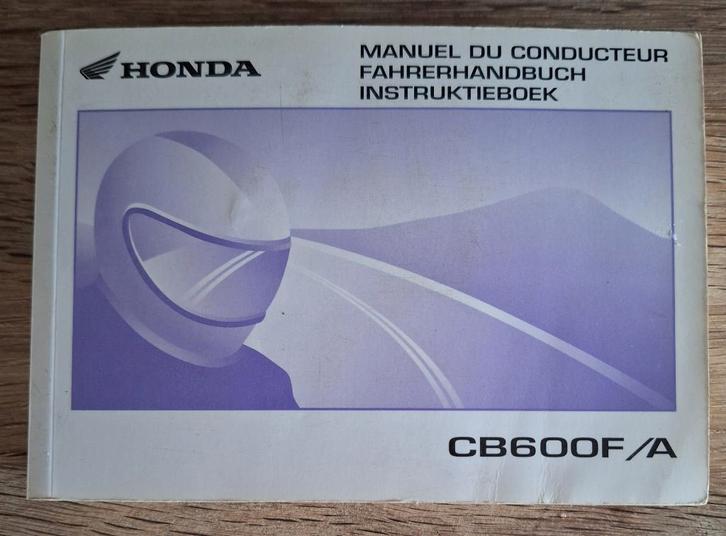 HONDA
MANUEL DU CONDUCTEUR
FAHRERHANDBUCH
INSTRUKTIEBOEK
CB600F/A